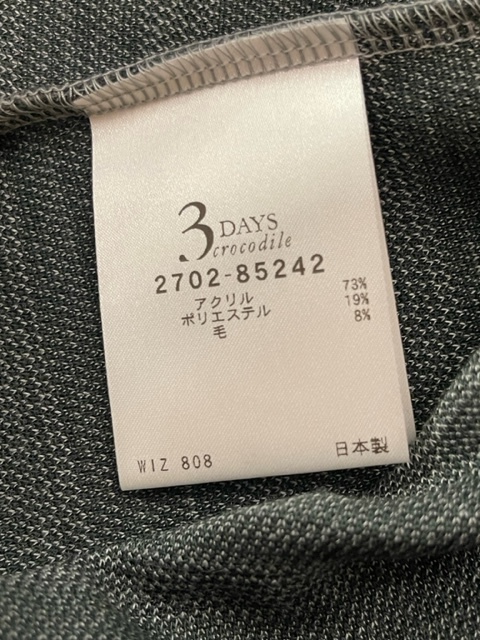 3 DAYS
crocodile
2702-85242
アクリル 73%
ポリエステル 19%
毛 8%
WIZ 808 日本製